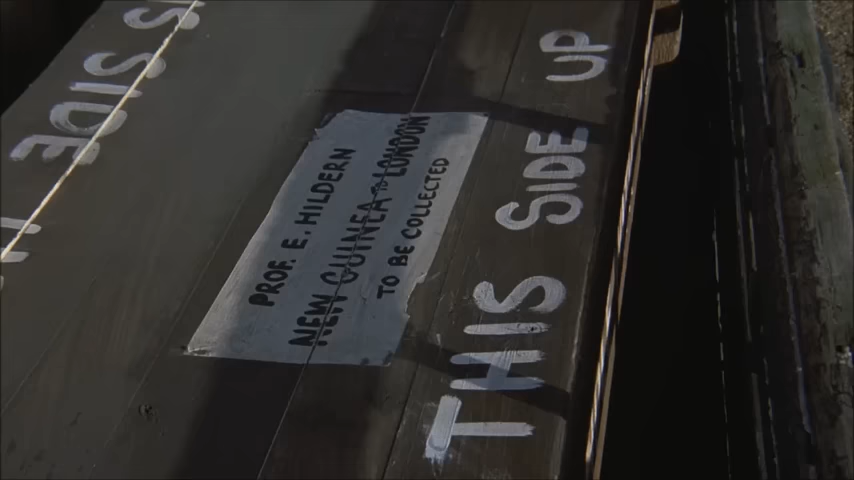 PROF. E. HILDERN
NEW GUINEA TO LONDON
TO BE COLLECTED
THIS SIDE UP
SIDE